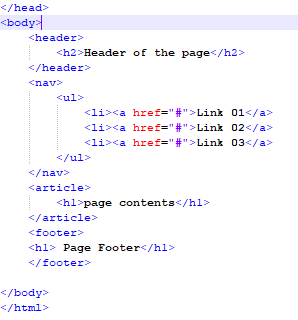 </head>
<body>
<header>
<h2>Header of the page</h2>
</header>
<nav>
<ul>
<li><a href="#">Link 01</a>
<li><a href="#">Link 02</a>
<li><a href="#">Link 03</a>
</ul>
</nav>
<article>
<h1>page contents</h1>
</article>
<footer>
<h1> Page Footer</h1>
</footer>
</body>
</html>